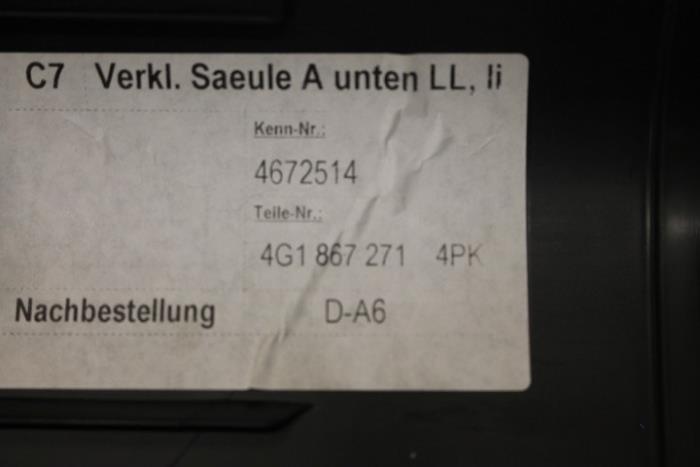 C7 Verkl. Saeule A unten LL, li
Kenn-Nr.:
4672514
Teile-Nr.:
4G1 867 271 4PK
Nachbestellung D-A6